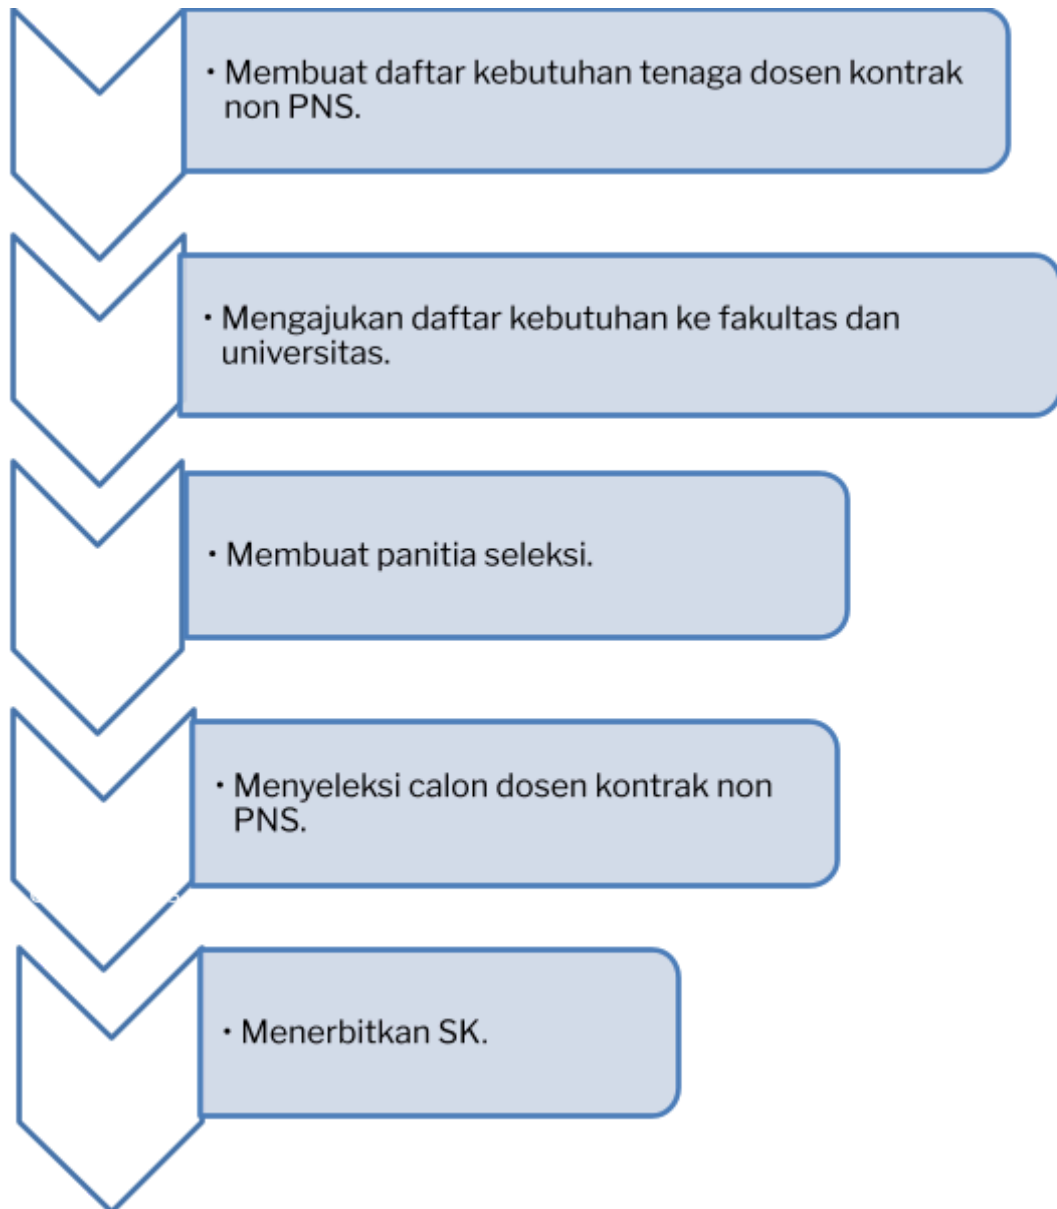 • Membuat daftar kebutuhan tenaga dosen kontrak
non PNS.
• Mengajukan daftar kebutuhan ke fakultas dan
universitas.
• Membuat panitia seleksi.
• Menyeleksi calon dosen kontrak non
PNS.
• Menerbitkan SK.